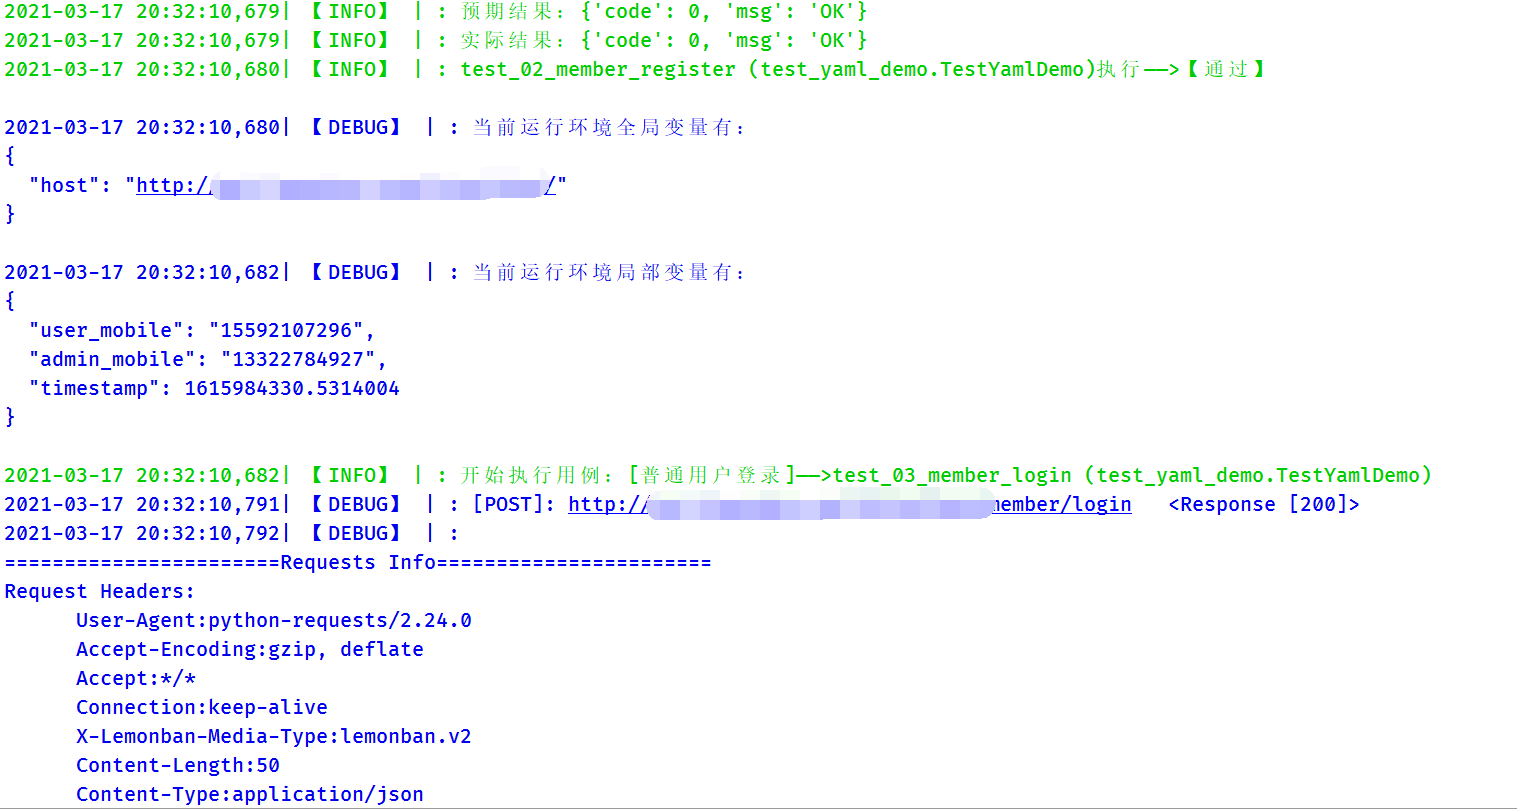 2021-03-17 20:32:10,679| 【INFO】 | : 预期结果：{'code': 0, 'msg': 'OK'}
2021-03-17 20:32:10,679| 【INFO】 | : 实际结果：{'code': 0, 'msg': 'OK'}
2021-03-17 20:32:10,680| 【INFO】 | : test_02_member_register (test_yaml_demo.TestYamlDemo)执行——>【通过】
2021-03-17 20:32:10,680| 【DEBUG】 | : 当前运行环境全局变量有：
{
"host": "http:// /"
}
2021-03-17 20:32:10,682| 【DEBUG】 | : 当前运行环境局部变量有：
{
"user_mobile": "15592107296",
"admin_mobile": "13322784927",
"timestamp": 1615984330.5314004
}
2021-03-17 20:32:10,682| 【INFO】 | : 开始执行用例：[普通用户登录]——>test_03_member_login (test_yaml_demo.TestYamlDemo)
2021-03-17 20:32:10,791| 【DEBUG】 | : [POST]: http:// member/login <Response [200]>
2021-03-17 20:32:10,792| 【DEBUG】 | :
=======================Requests Info=======================
Request Headers:
User-Agent:python-requests/2.24.0
Accept-Encoding:gzip, deflate
Accept:*/*
Connection:keep-alive
X-Lemonban-Media-Type:lemonban.v2
Content-Length:50
Content-Type:application/json